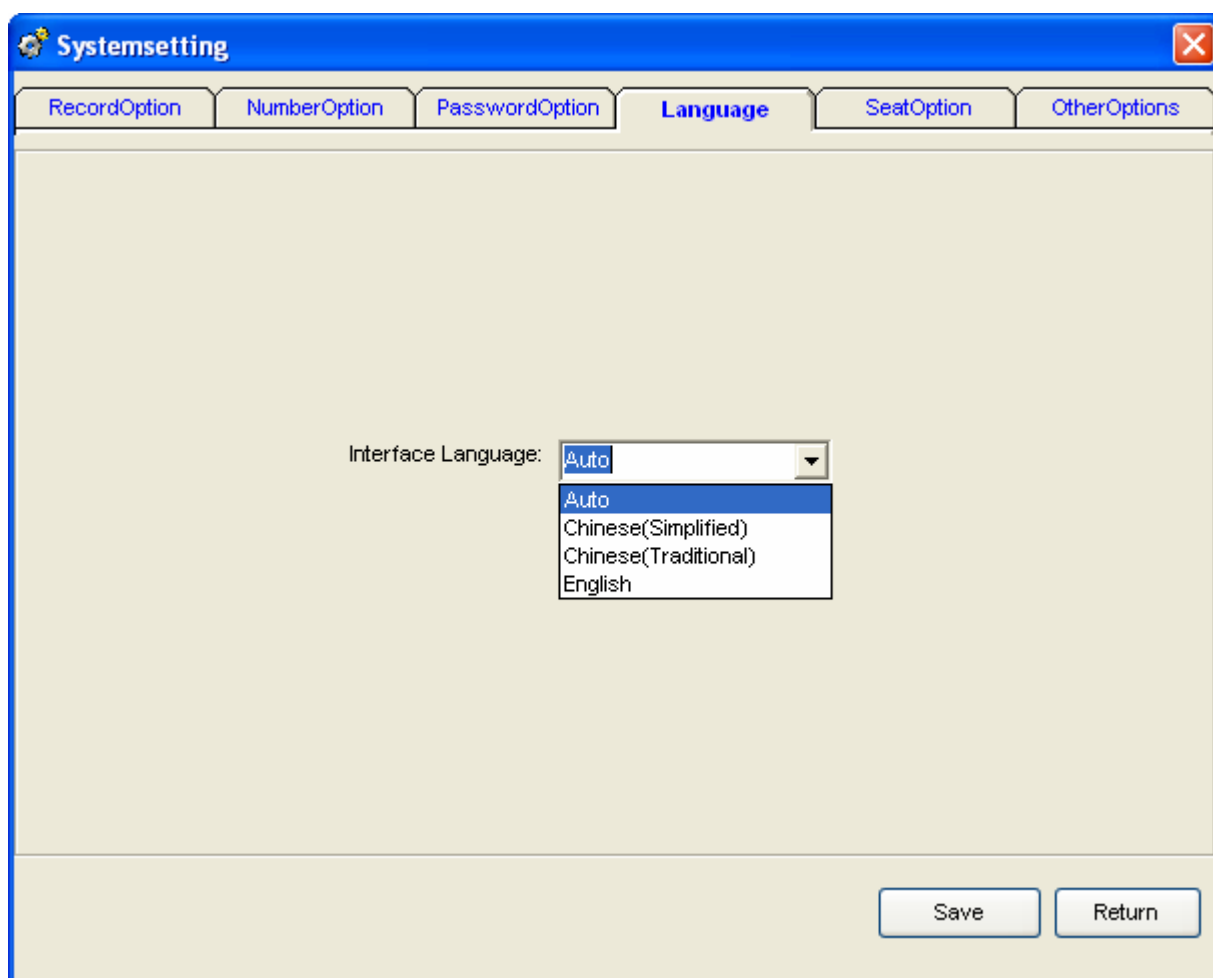 Systemsetting
RecordOption NumberOption PasswordOption Language SeatOption OtherOptions
Interface Language: Auto
Auto
Chinese(Simplified)
Chinese(Traditional)
English
Save Return